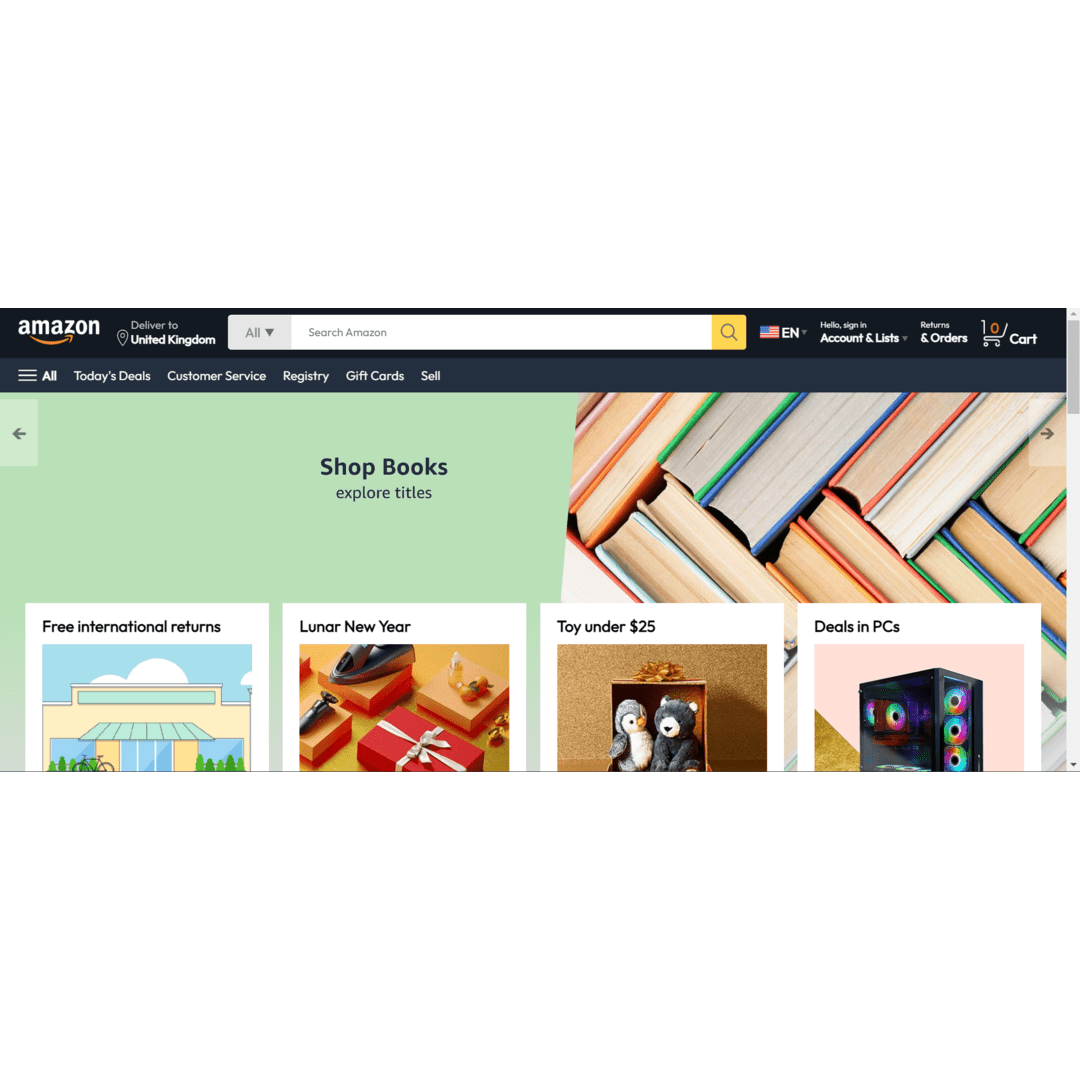 amazon
Deliver to
United Kingdom
All ▼
Search Amazon
EN
Hello, sign in
Account & Lists
Returns
& Orders
0
Cart
All
Today's Deals
Customer Service
Registry
Gift Cards
Sell
Shop Books
explore titles
Free international returns
Lunar New Year
Toy under $25
Deals in PCs